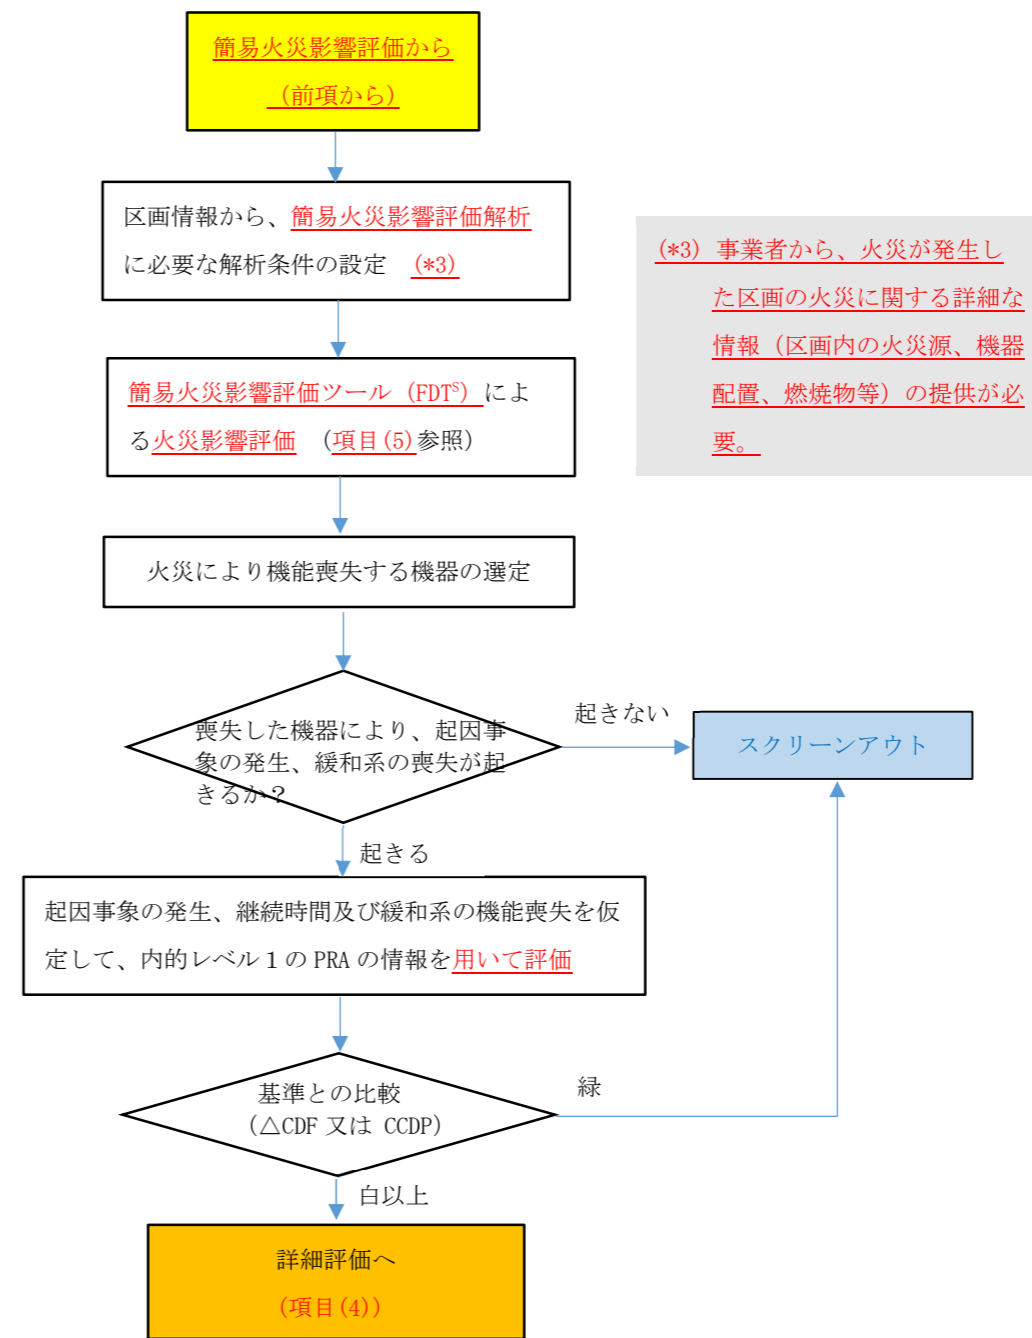 簡易火災影響評価から
（前項から）
区画情報から、簡易火災影響評価解析
に必要な解析条件の設定　(*3)
(*3) 事業者から、火災が発生し
た区画の火災に関する詳細な
情報（区画内の火災源、機器
配置、燃焼物等）の提供が必
要。
簡易火災影響評価ツール（FDTS）によ
る火災影響評価　（項目(5)参照）
火災により機能喪失する機器の選定
喪失した機器により、起因事
象の発生、緩和系の喪失が起
きるか？
起きない
スクリーンアウト
起きる
起因事象の発生、継続時間及び緩和系の機能喪失を仮
定して、内的レベル１の PRA の情報を用いて評価
基準との比較
（△CDF 又は CCDP）
緑
白以上
詳細評価へ
（項目(4)）